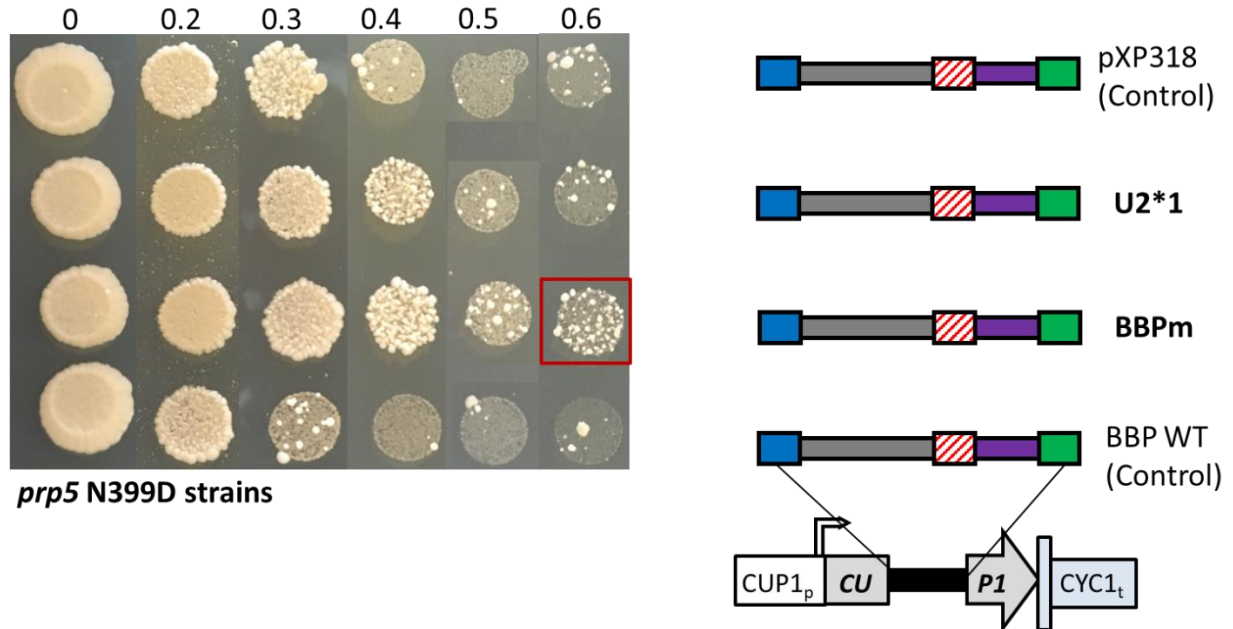 0 0.2 0.3 0.4 0.5 0.6
pXP318
(Control)
U2*1
BBPm
BBP WT
(Control)
prp5 N399D strains
CUP1p CU P1 CYC1t